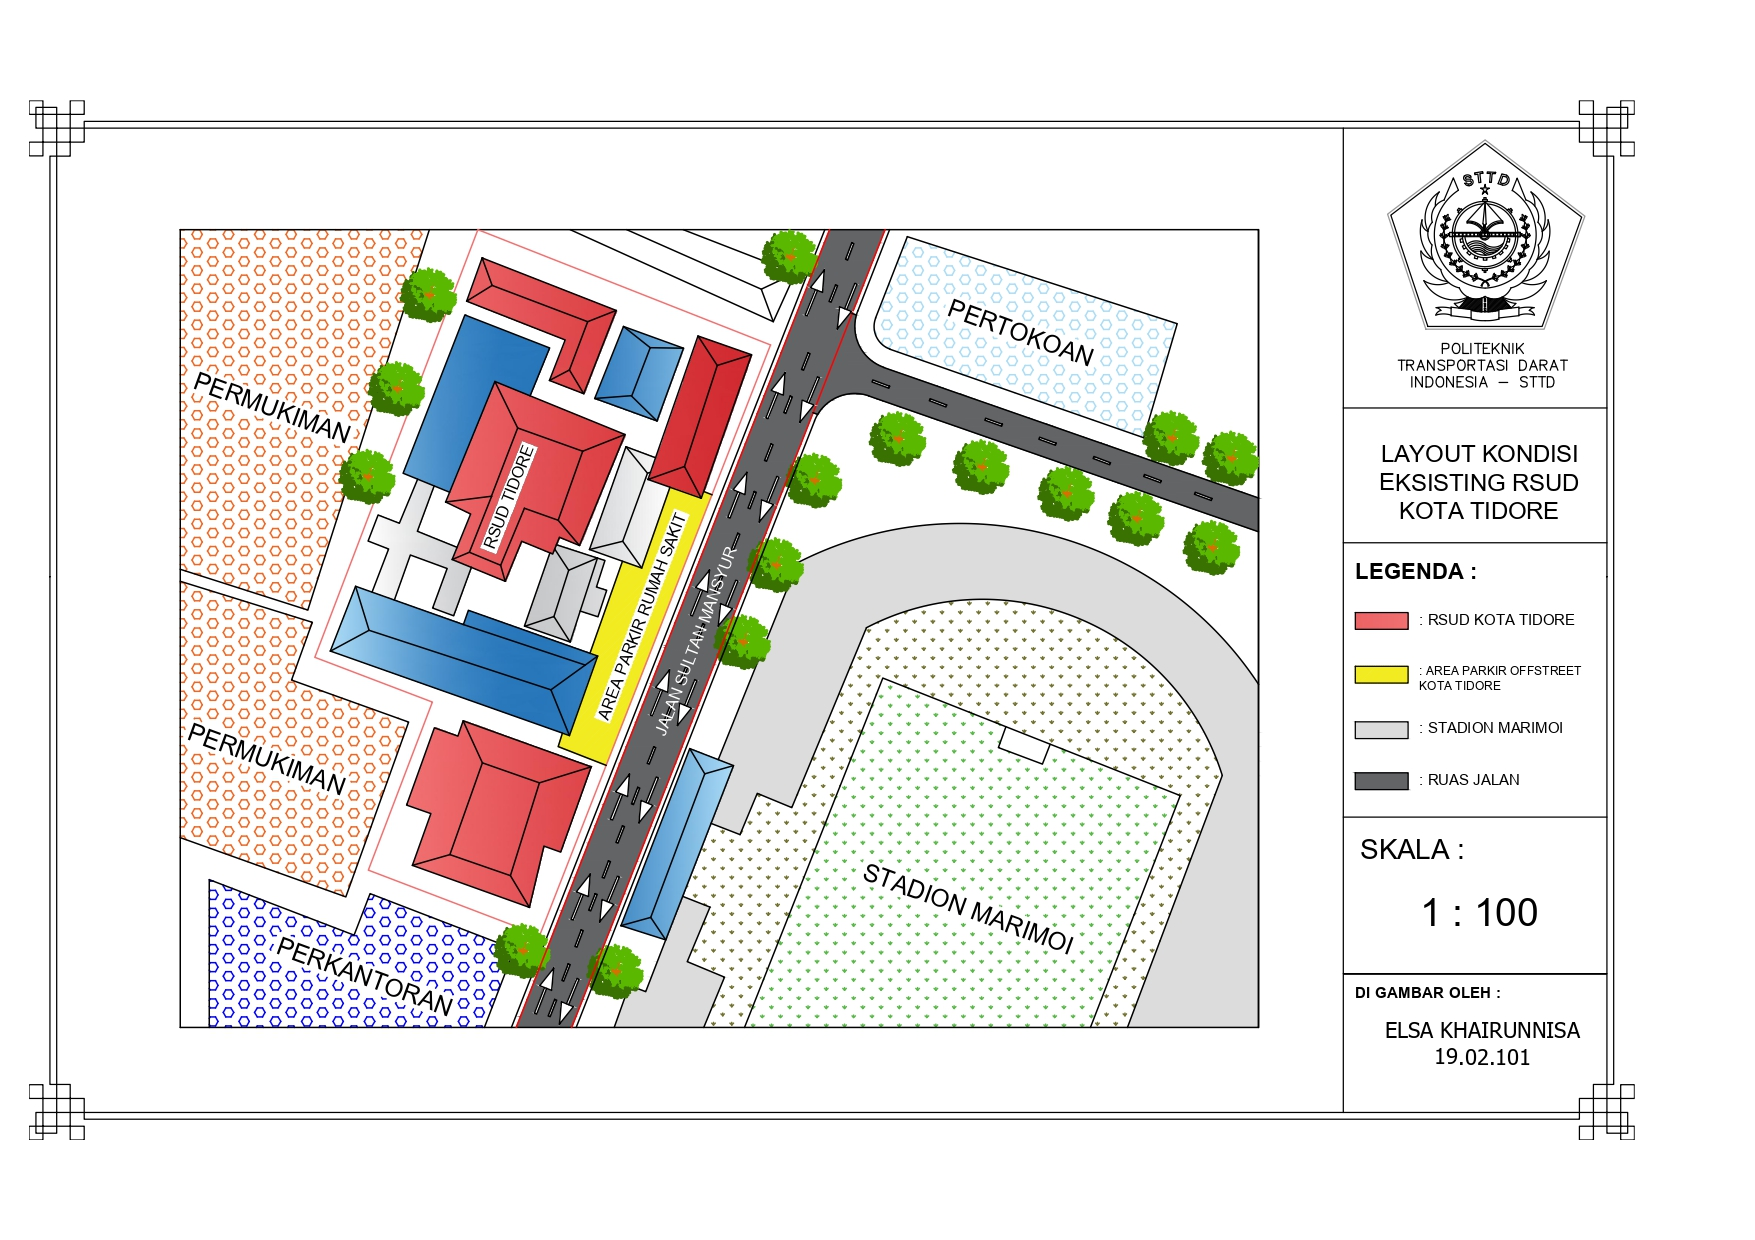 PERMUKIMAN
PERTOKOAN
RSUD TIDORE
AREA PARKIR RUMAH SAKIT
JALAN SULTAN MANSYUR
PERMUKIMAN
STADION MARIMOI
PERKANTORAN
STTD
POLITEKNIK
TRANSPORTASI DARAT
INDONESIA – STTD
LAYOUT KONDISI
EKSISTING RSUD
KOTA TIDORE
LEGENDA :
: RSUD KOTA TIDORE
: AREA PARKIR OFFSTREET
KOTA TIDORE
: STADION MARIMOI
: RUAS JALAN
SKALA :
1 : 100
DI GAMBAR OLEH :
ELSA KHAIRUNNISA
19.02.101